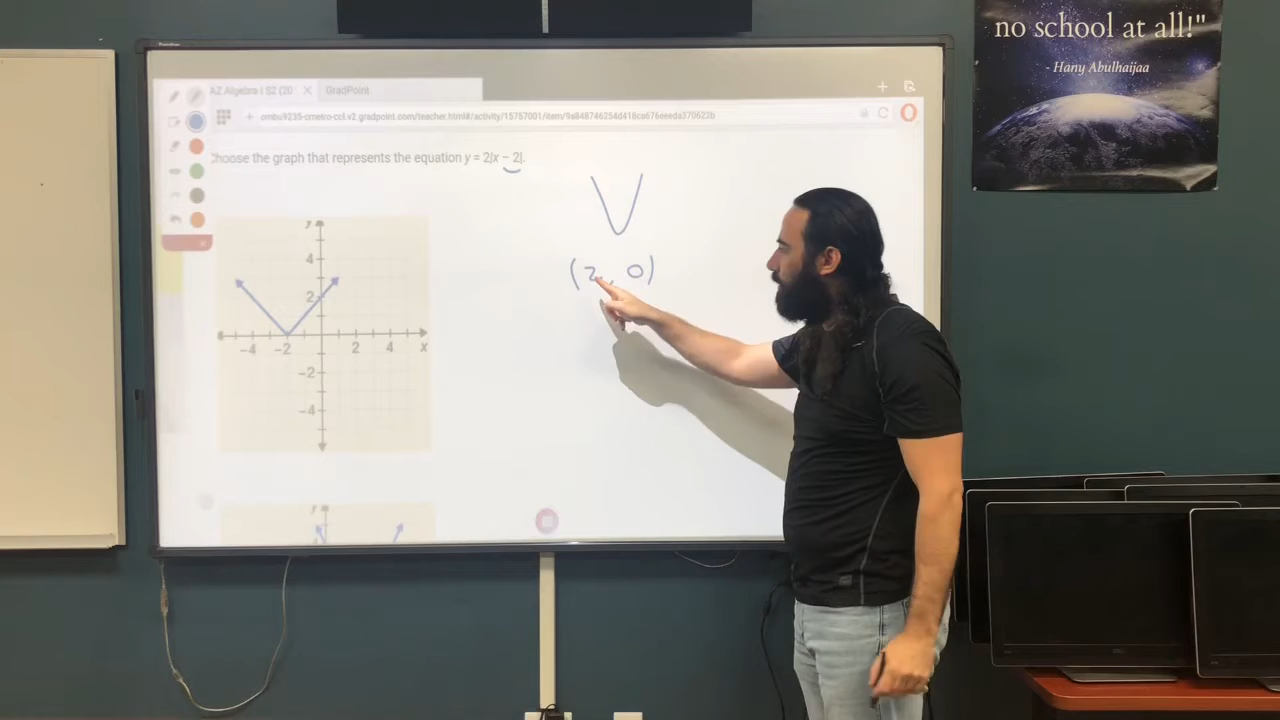 no school at all!"
- Hany Abulhaijaa
AZ Algebra I S2 (20 × GradPoint
Choose the graph that represents the equation y = 2|x − 2|.
(2, 0)
y
4
2
-4 -2 2 4 x
-2
-4
y